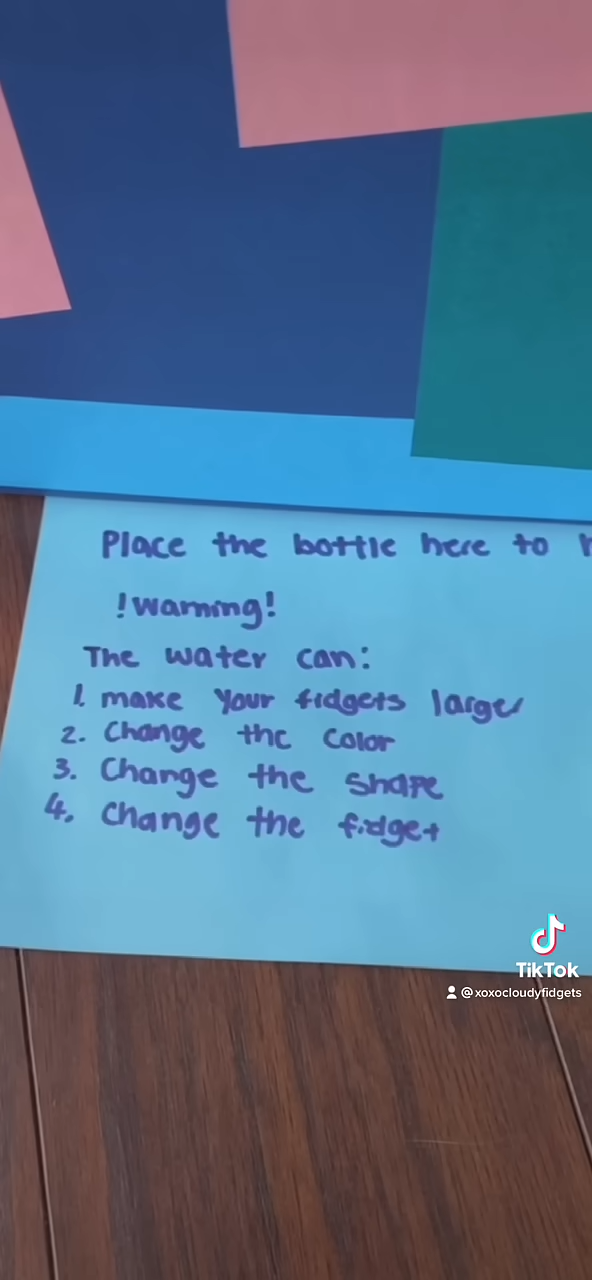 Place the bottle here to
!warning!
The water can:
1. make your fidgets larger
2. Change the color
3. Change the shape
4. Change the fidget
TikTok
@xoxocloudyfidgets